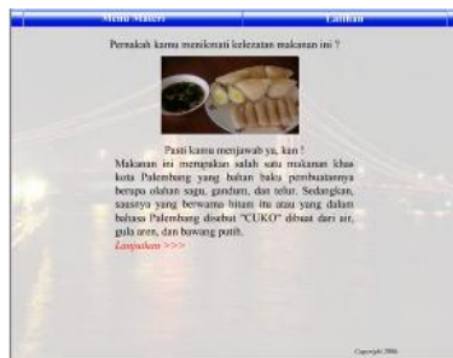 Menu Materi
Latihan
Pernakah kamu menikmati kelezatan makanan ini ?
Pasti kamu menjawab ya, kan !
Makanan ini merupakan salah satu makanan khas
kota Palembang yang bahan baku pembuatannya
berupa olahan sagu, gandum, dan telur. Sedangkan,
sausnya yang berwarna hitam itu atau yang dalam
bahasa Palembang disebut "CUKO" dibuat dari air,
gula aren, dan bawang putih.
Lanjutkan >>>
Copyright 2006